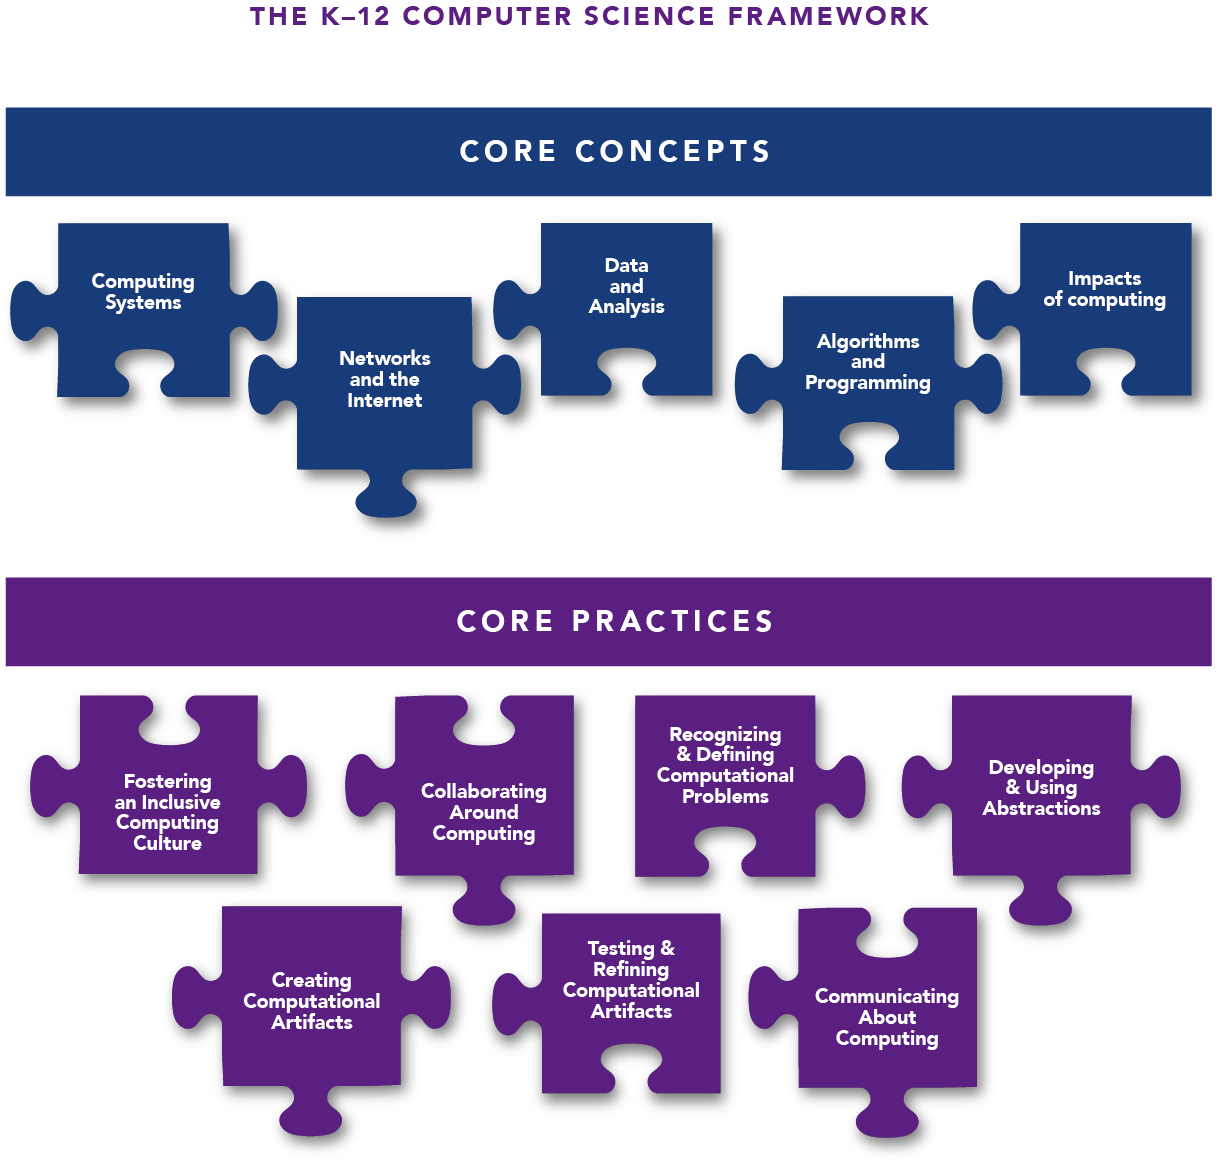 THE K–12 COMPUTER SCIENCE FRAMEWORK
CORE CONCEPTS
Computing
Systems
Networks
and the
Internet
Data
and
Analysis
Algorithms
and
Programming
Impacts
of computing
CORE PRACTICES
Fostering
an Inclusive
Computing
Culture
Collaborating
Around
Computing
Recognizing
& Defining
Computational
Problems
Developing
& Using
Abstractions
Creating
Computational
Artifacts
Testing &
Refining
Computational
Artifacts
Communicating
About
Computing